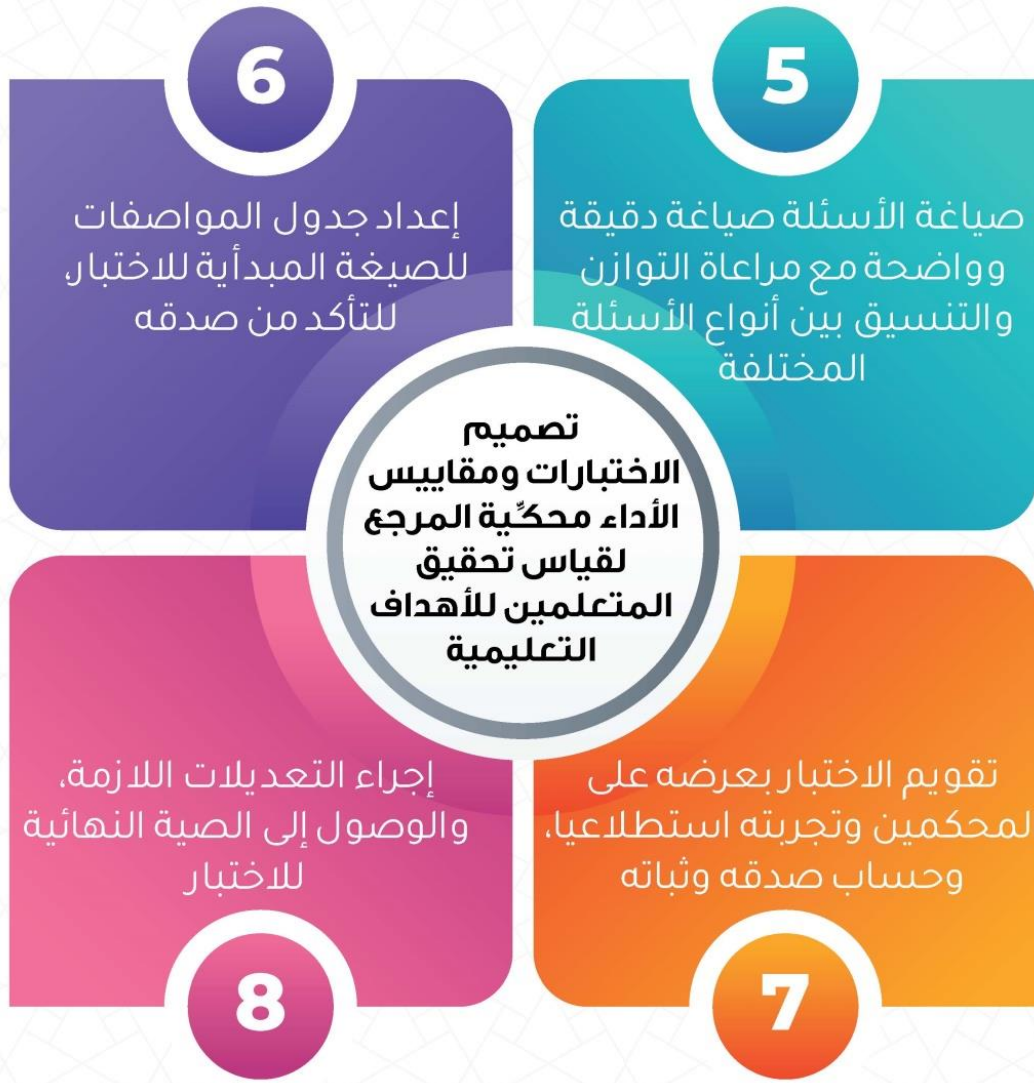 5
صياغة الأسئلة صياغة دقيقة
وواضحة مع مراعاة التوازن
والتنسيق بين أنواع الأسئلة
المختلفة
6
إعداد جدول المواصفات
للصيغة المبدأية للاختبار،
للتأكد من صدقه
تصميم
الاختبارات ومقاييس
الأداء محكِّية المرجع
لقياس تحقيق
المتعلمين للأهداف
التعليمية
تقويم الاختبار بعرضه على
لمحكمين وتجربته استطلاعيا،
وحساب صدقه وثباته
7
إجراء التعديلات اللازمة،
والوصول إلى الصية النهائية
للاختبار
8